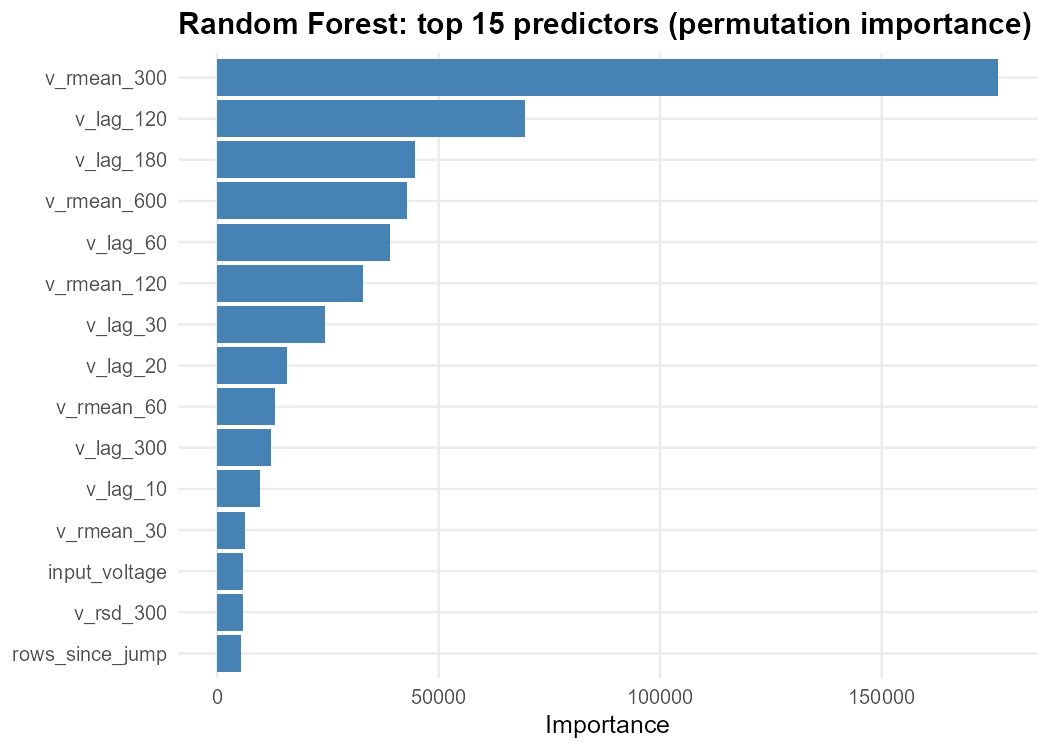 Random Forest: top 15 predictors (permutation importance)
v_rmean_300
v_lag_120
v_lag_180
v_rmean_600
v_lag_60
v_rmean_120
v_lag_30
v_lag_20
v_rmean_60
v_lag_300
v_lag_10
v_rmean_30
input_voltage
v_rsd_300
rows_since_jump
0 50000 100000 150000
Importance